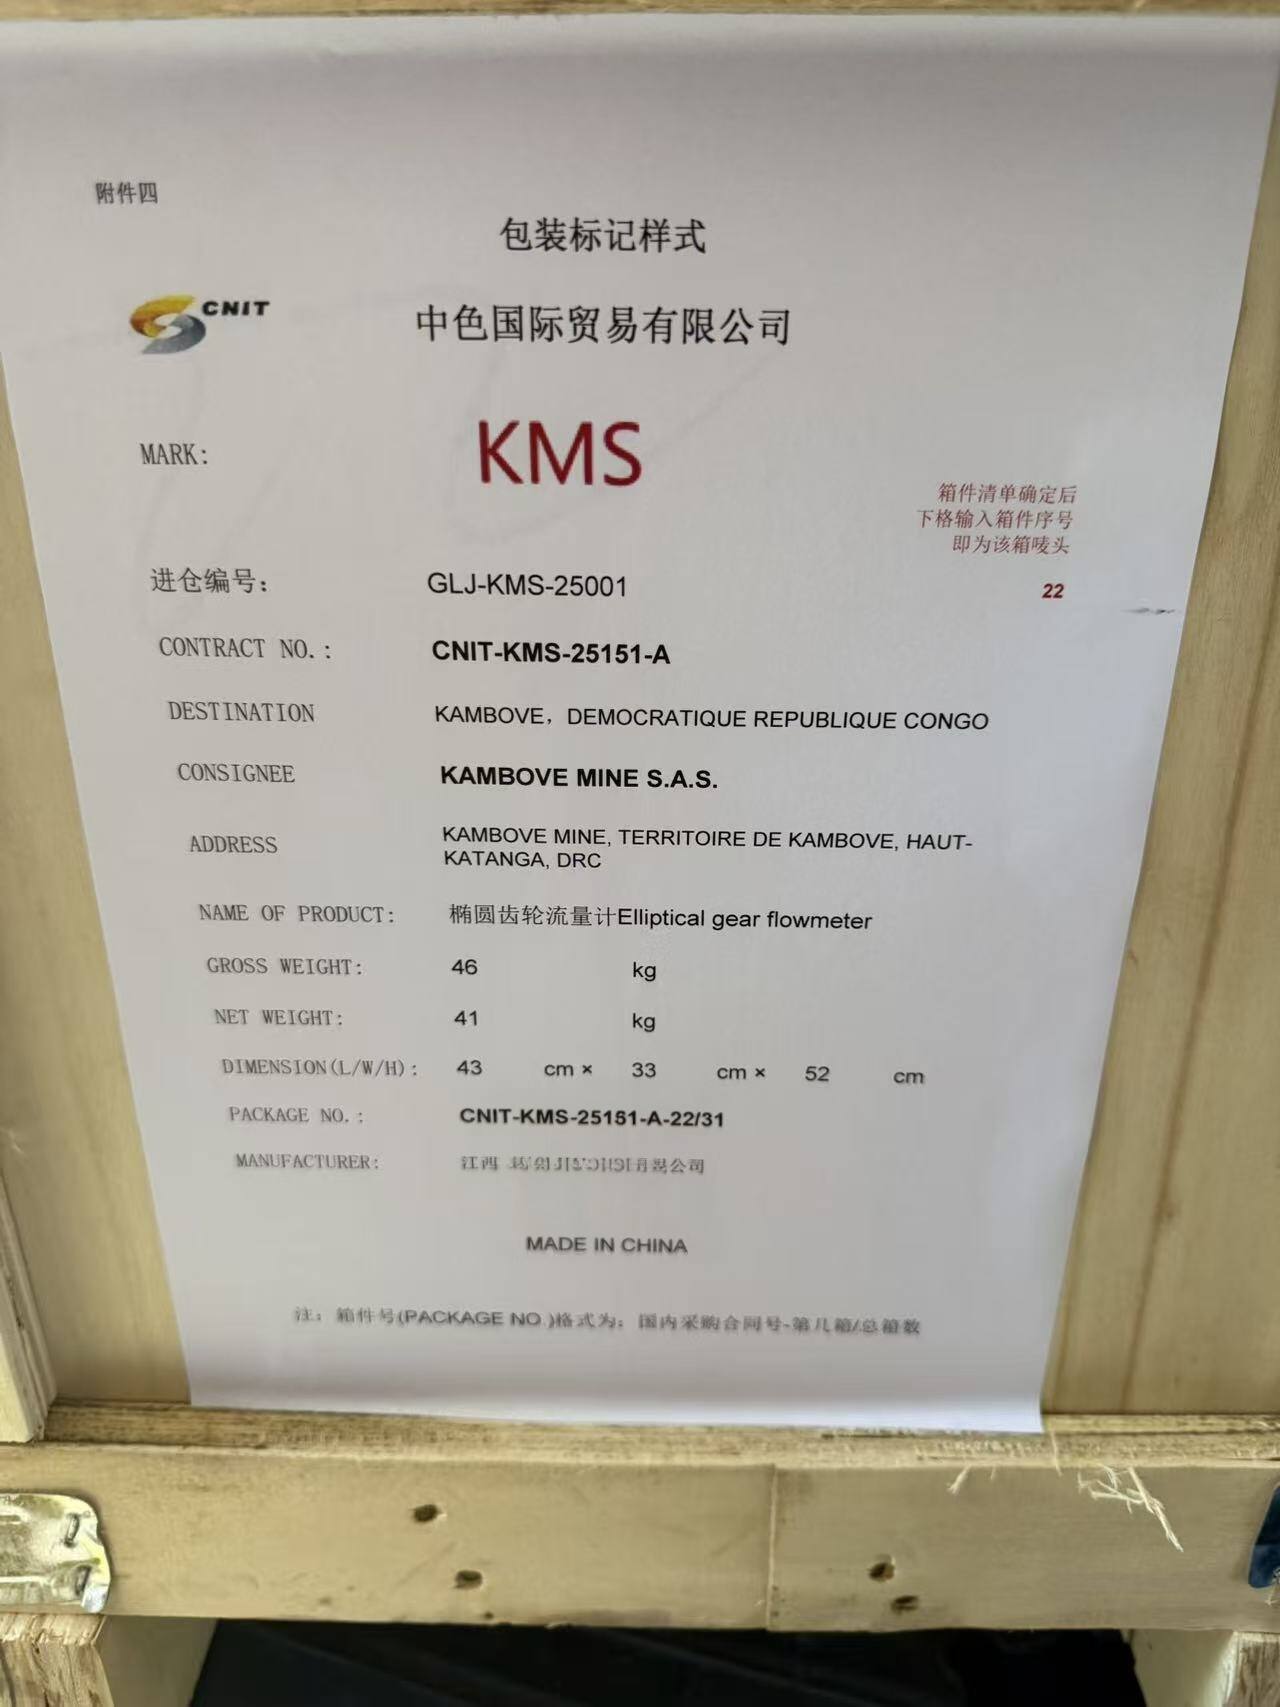 附件四
包装标记样式
CNIT
中色国际贸易有限公司
MARK: KMS
箱件清单确定后
下格输入箱件序号
即为该箱唛头
进仓编号: GLJ-KMS-25001 22
CONTRACT NO.: CNIT-KMS-25151-A
DESTINATION KAMBOVE，DEMOCRATIQUE REPUBLIQUE CONGO
CONSIGNEE KAMBOVE MINE S.A.S.
ADDRESS KAMBOVE MINE, TERRITOIRE DE KAMBOVE, HAUT-
KATANGA, DRC
NAME OF PRODUCT: 椭圆齿轮流量计Elliptical gear flowmeter
GROSS WEIGHT: 46 kg
NET WEIGHT: 41 kg
DIMENSION(L/W/H): 43 cm × 33 cm × 52 cm
PACKAGE NO.: CNIT-KMS-25151-A-22/31
MANUFACTURER: 江西 公司
MADE IN CHINA
注：箱件号(PACKAGE NO.)格式为：国内采购合同号-第几箱/总箱数